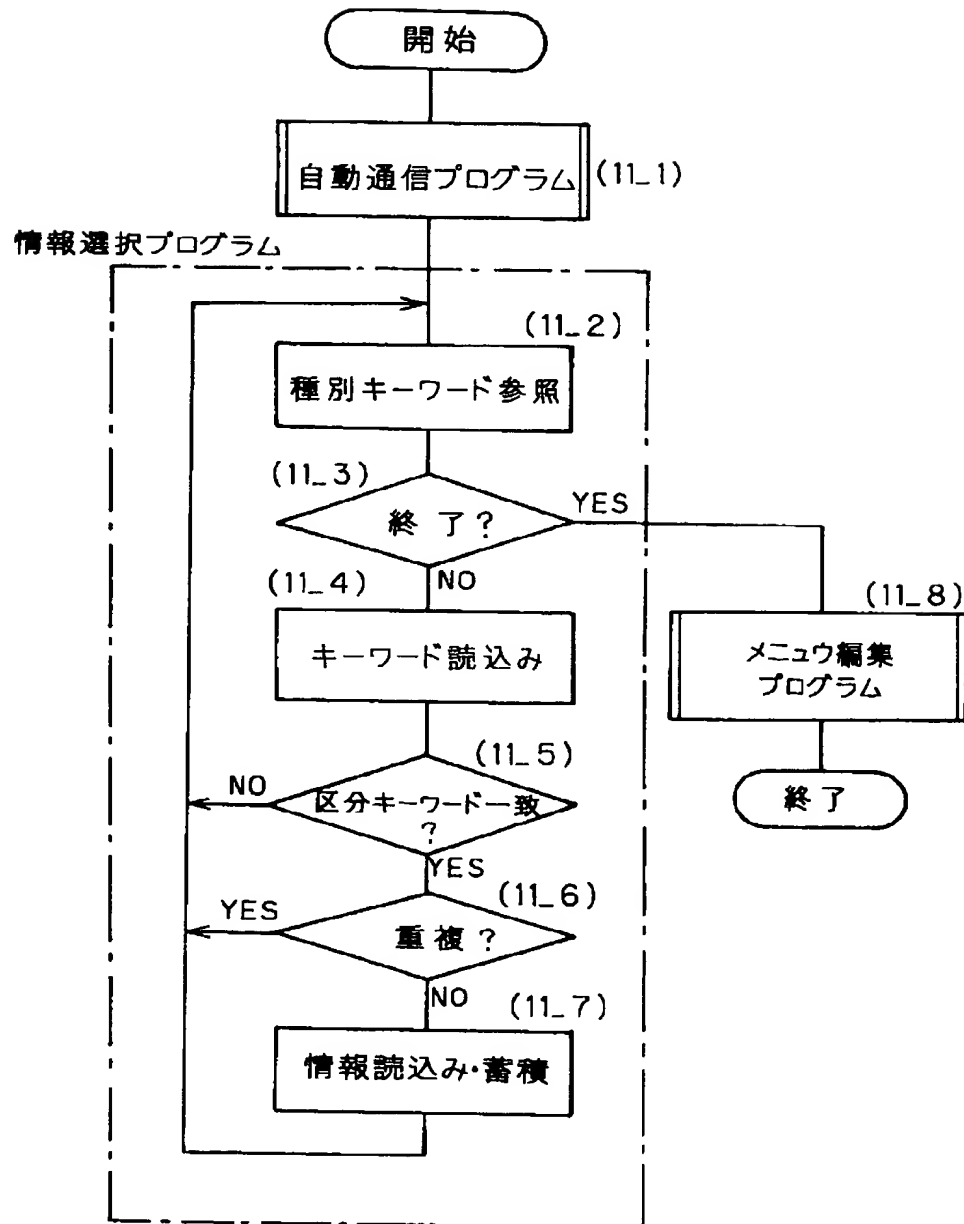 開始
自動通信プログラム
(11_1)
情報選択プログラム
(11_2)
種別キーワード参照
(11_3)
終了?
YES
NO
(11_4)
キーワード読込み
(11_8)
メニュウ編集
プログラム
終了
(11_5)
NO
区分キーワード一致
?
YES
(11_6)
YES
重複?
NO
(11_7)
情報読込み・蓄積